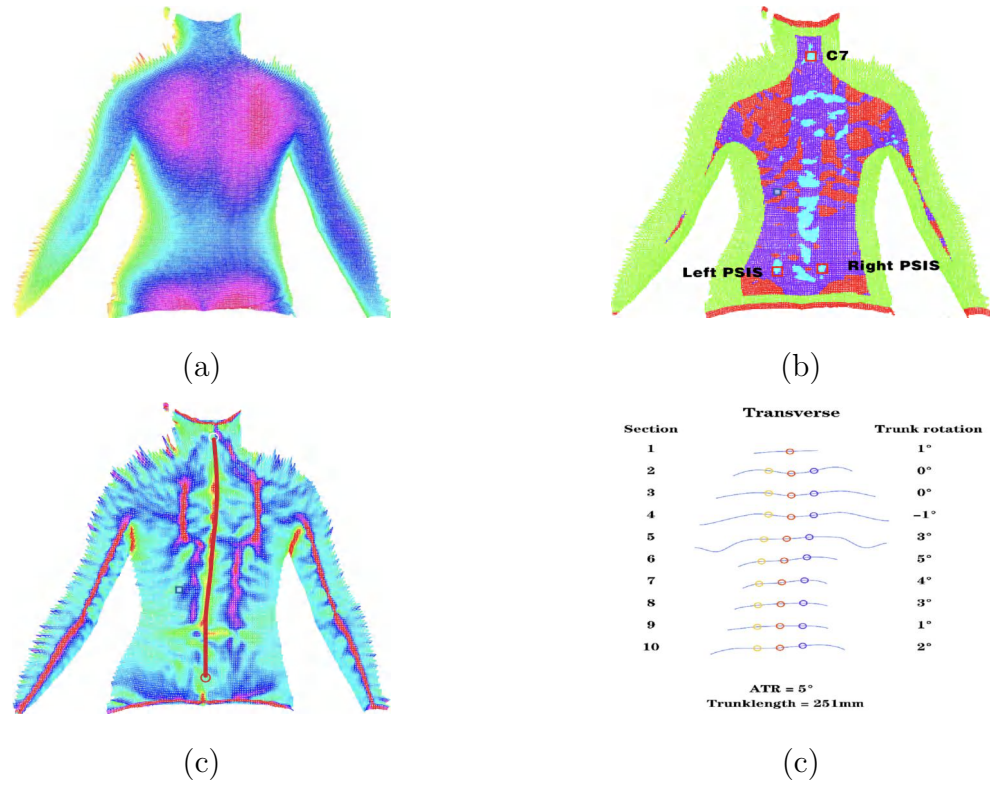 C7
Left PSIS
Right PSIS
(a)
(b)
Transverse
Section Trunk rotation
1 1°
2 0°
3 0°
4 −1°
5 3°
6 5°
7 4°
8 3°
9 1°
10 2°
ATR = 5°
Trunklength = 251mm
(c)
(c)